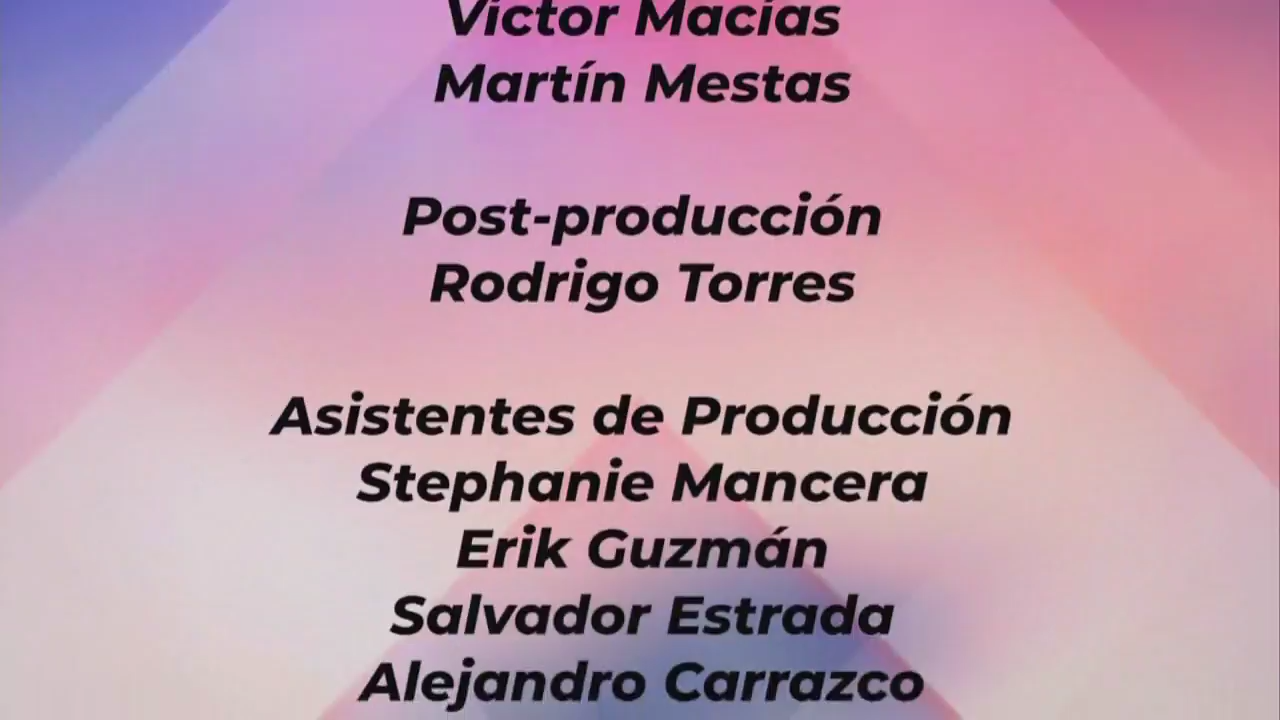 Víctor Macías
Martín Mestas
Post-producción
Rodrigo Torres
Asistentes de Producción
Stephanie Mancera
Erik Guzmán
Salvador Estrada
Alejandro Carrazco